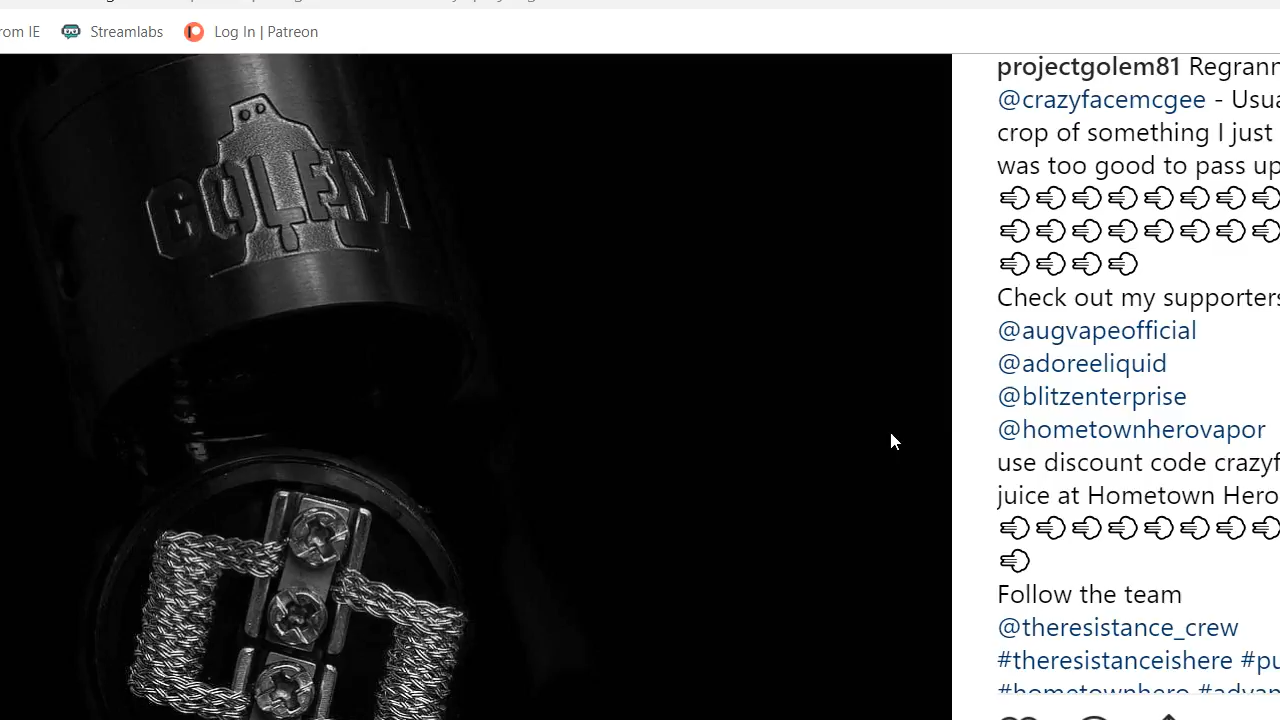 rom IE
Streamlabs
Log In | Patreon
GOLEM
projectgolem81 Regrann
@crazyfacemcgee - Usua
crop of something I just
was too good to pass up
Check out my supporters
@augvapeofficial
@adoreeliquid
@blitzenterprise
@hometownherovapor
use discount code crazyf
juice at Hometown Hero
Follow the team
@theresistance_crew
#theresistanceishere #pu
#hometownhero #advan